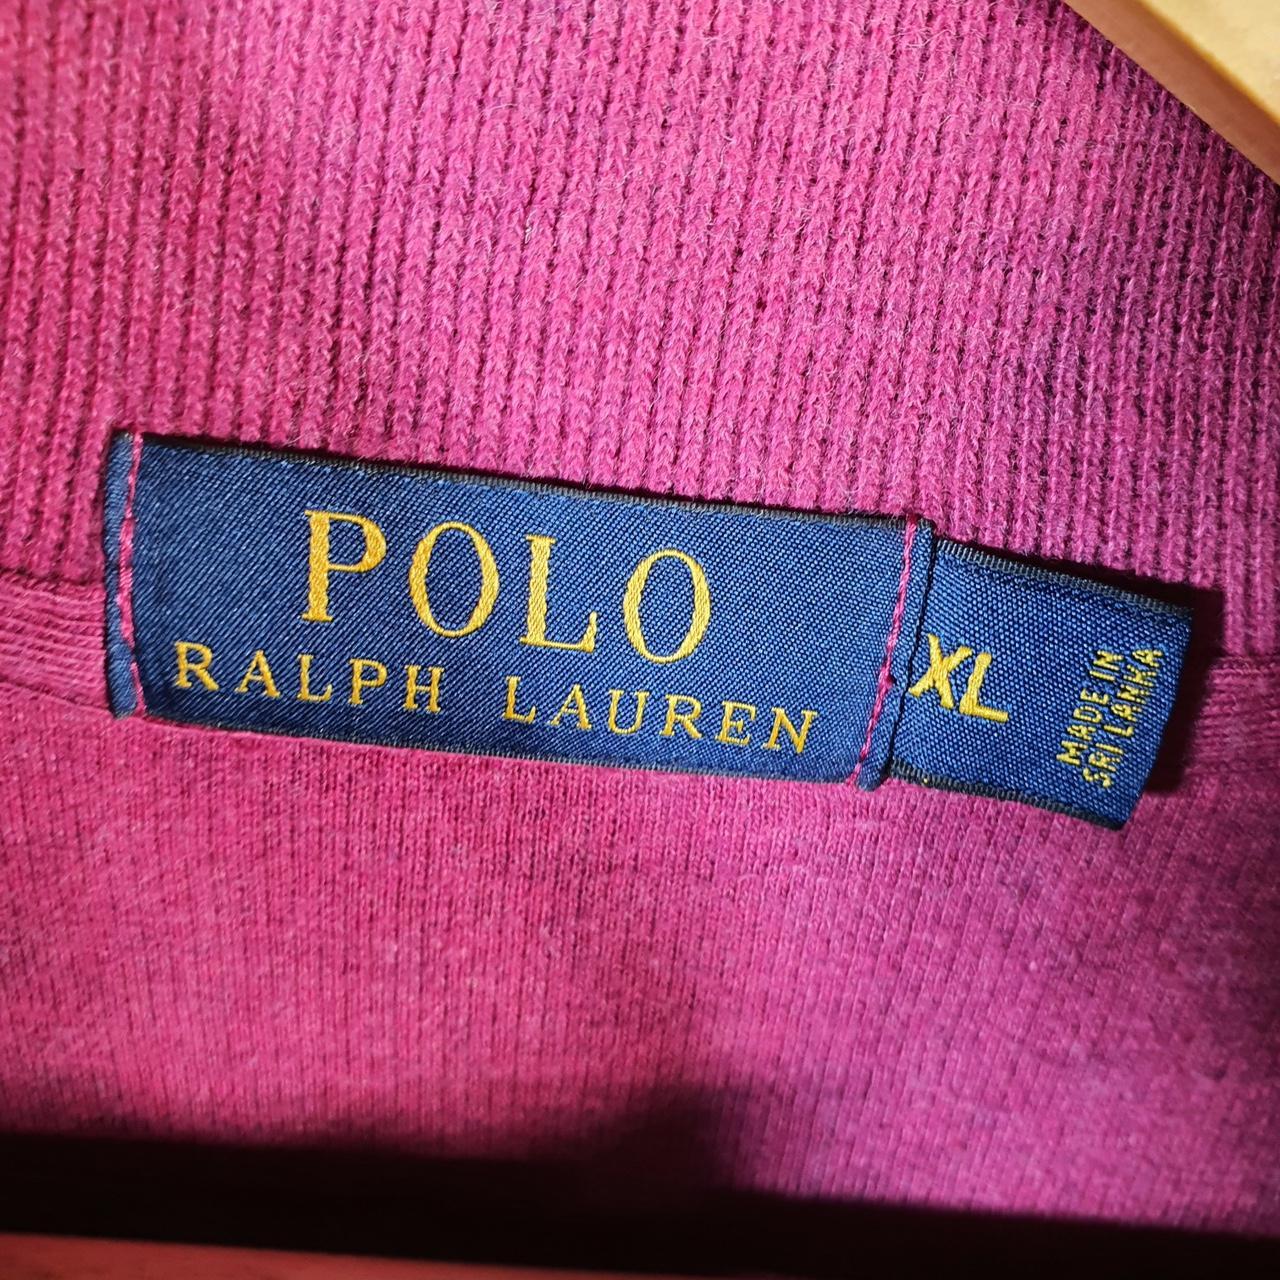 POLO
RALPH LAUREN
XL
MADE IN
SRI LANKA